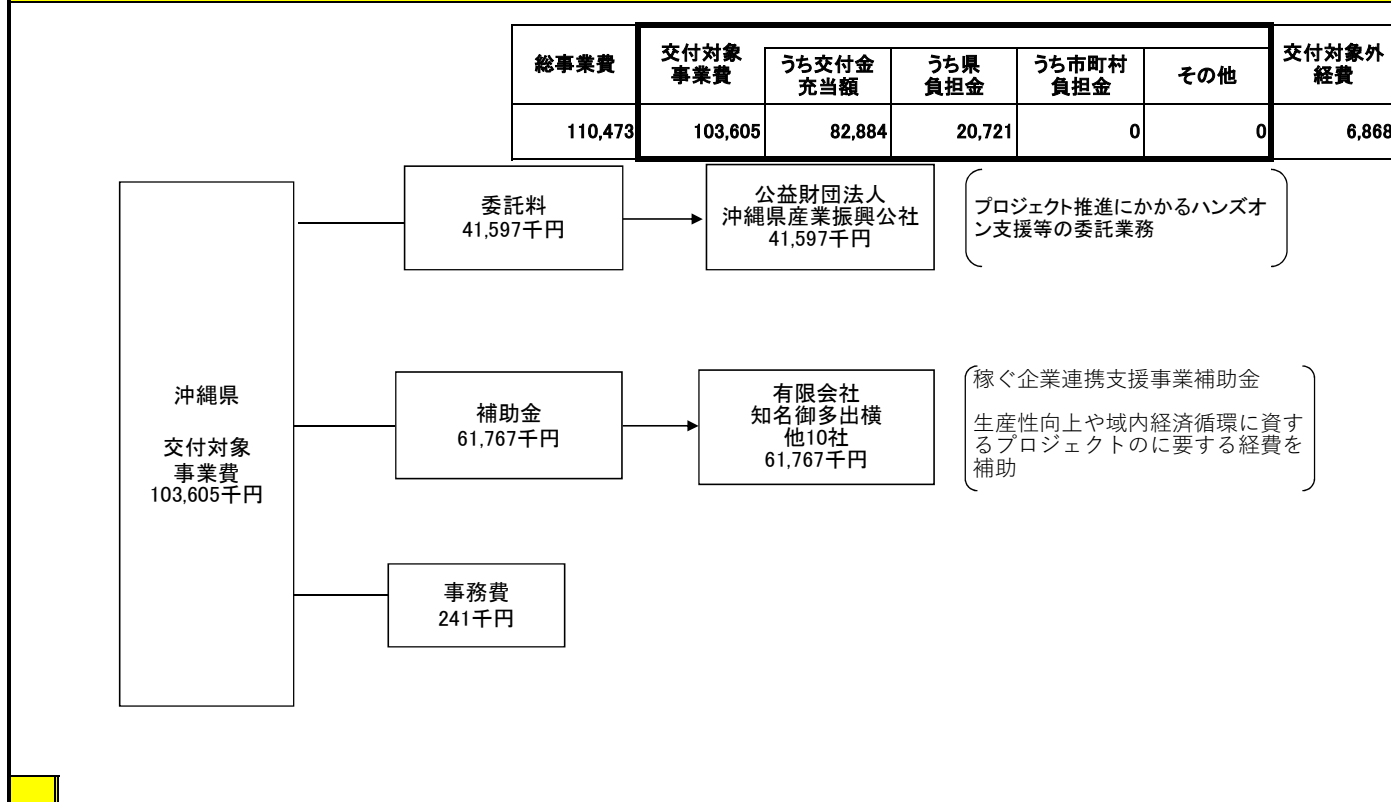 総事業費
交付対象
事業費
うち交付金
充当額
うち県
負担金
うち市町村
負担金
その他
交付対象外
経費
110,473
103,605
82,884
20,721
0
0
6,868
委託料
41,597千円
公益財団法人
沖縄県産業振興公社
41,597千円
プロジェクト推進にかかるハンズオ
ン支援等の委託業務
沖縄県
交付対象
事業費
103,605千円
補助金
61,767千円
有限会社
知名御多出横
他10社
61,767千円
稼ぐ企業連携支援事業補助金
生産性向上や域内経済循環に資す
るプロジェクトのに要する経費を
補助
事務費
241千円